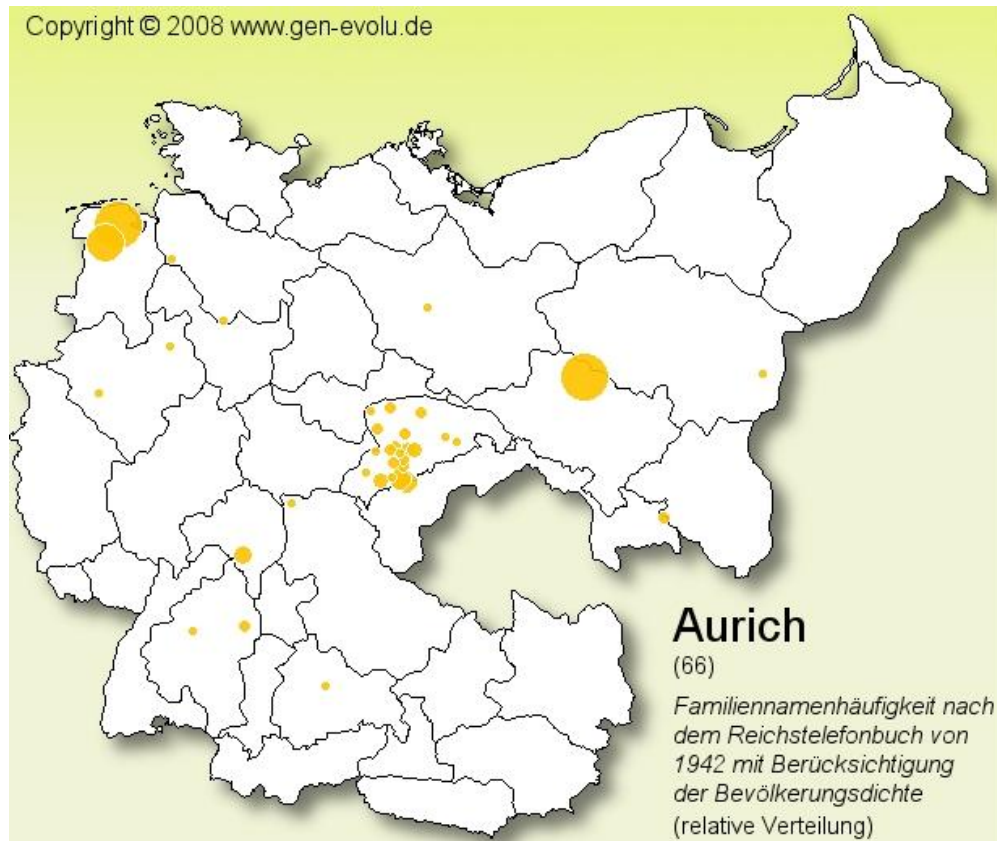 Copyright © 2008 www.gen-evolu.de
Aurich
(66)
Familiennamenhäufigkeit nach
dem Reichstelefonbuch von
1942 mit Berücksichtigung
der Bevölkerungsdichte
(relative Verteilung)